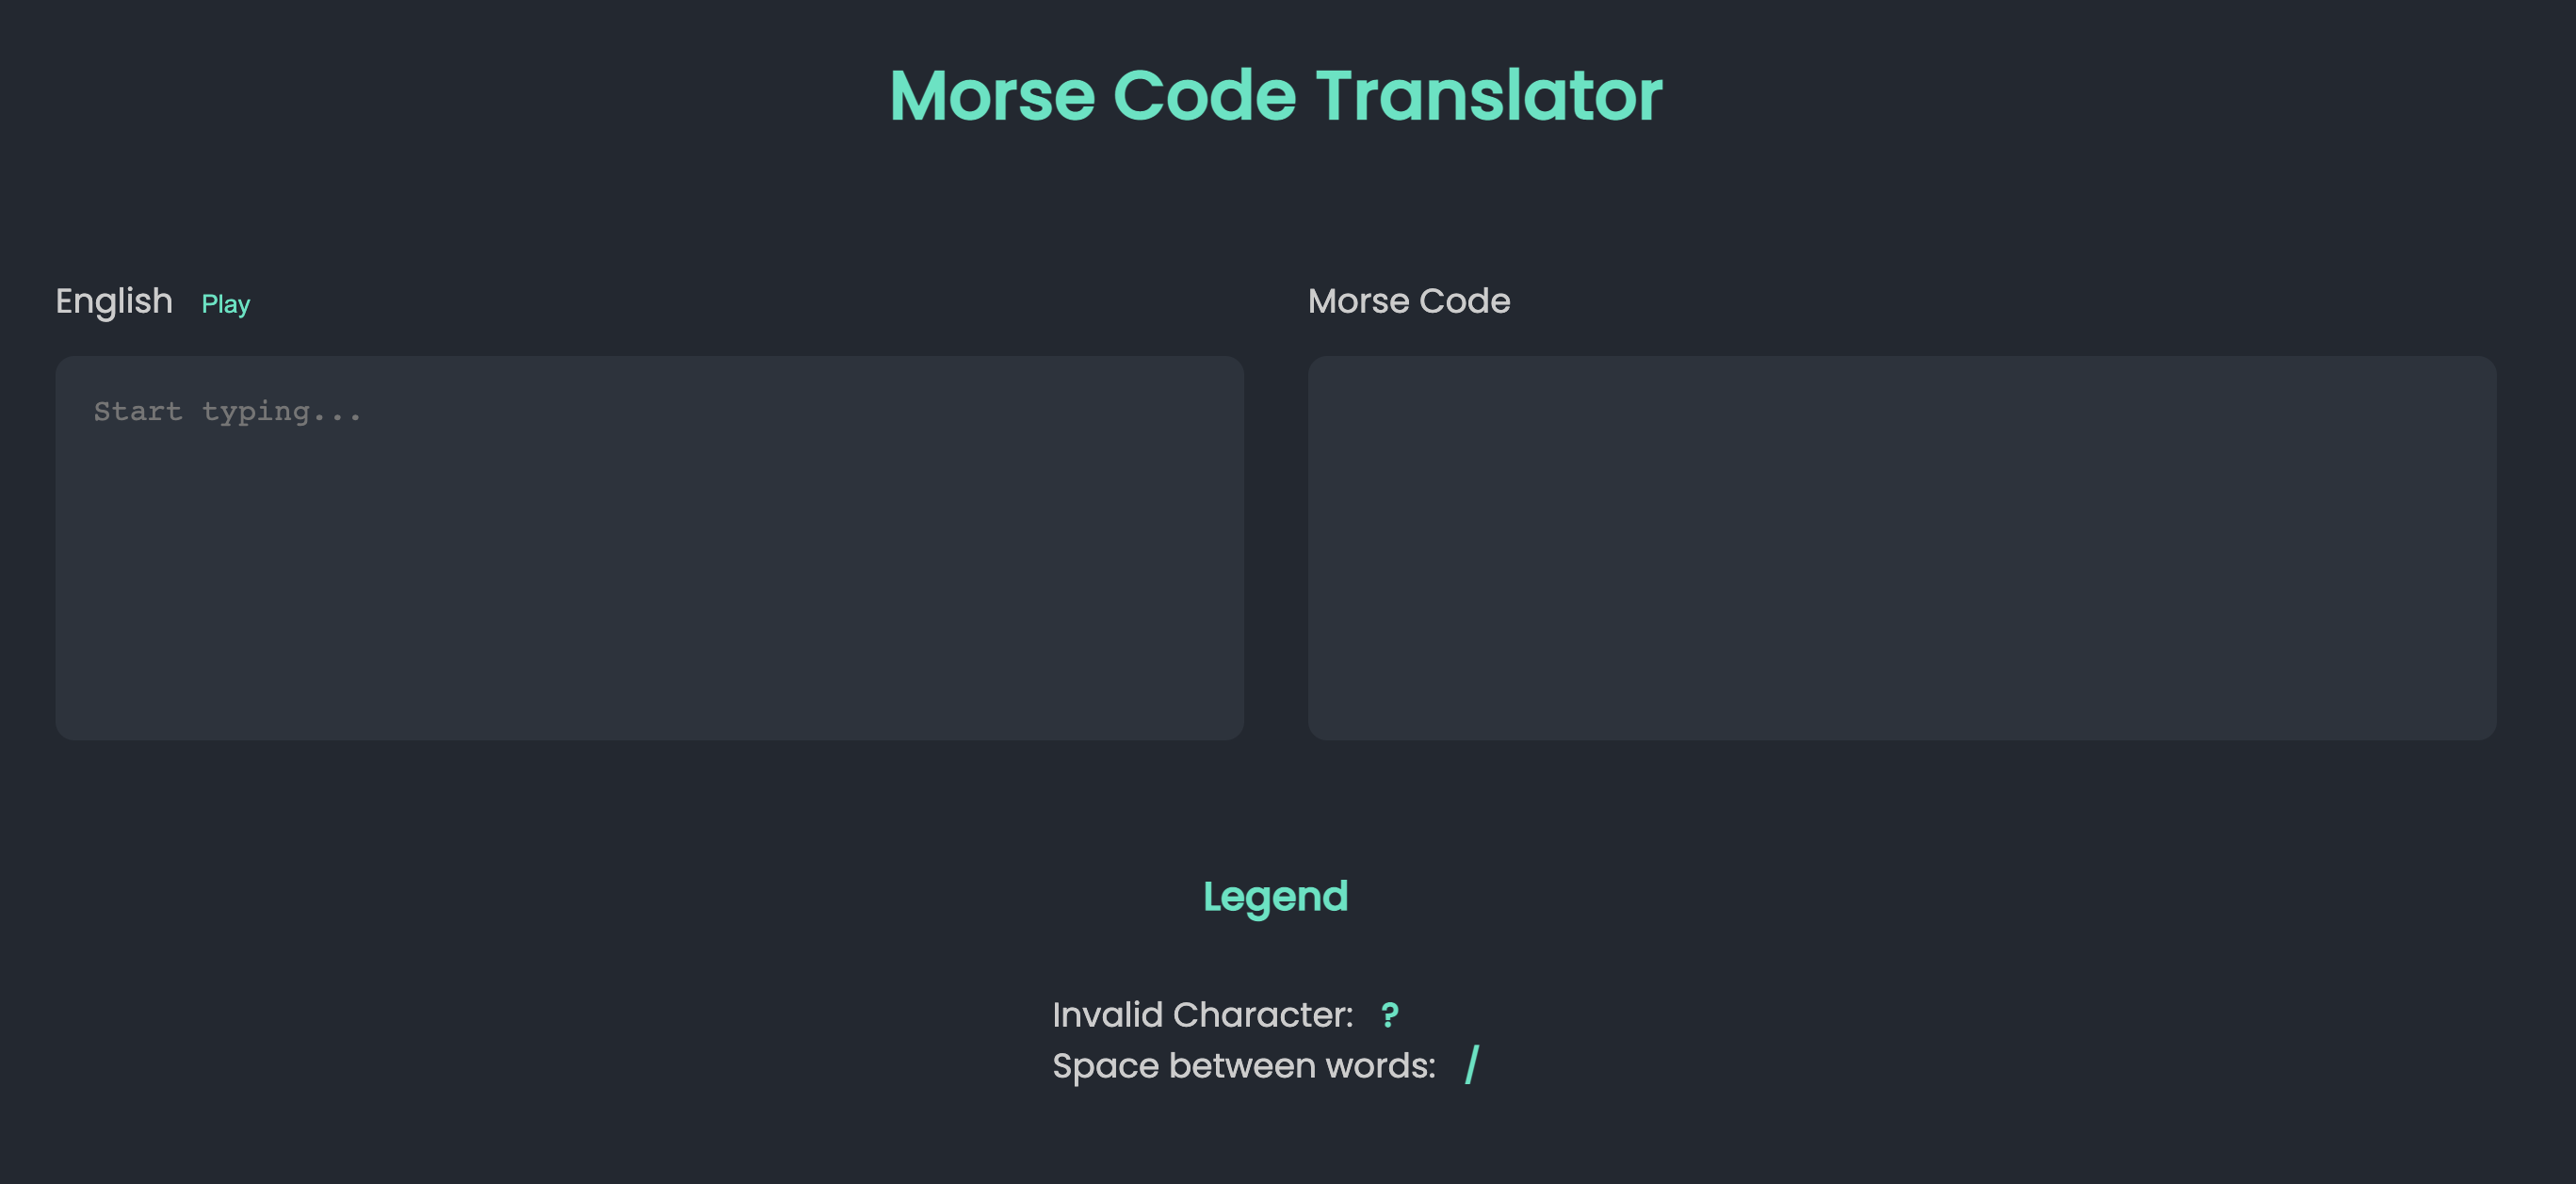 Morse Code Translator
English Play
Morse Code
Start typing...
Legend
Invalid Character: ?
Space between words: /